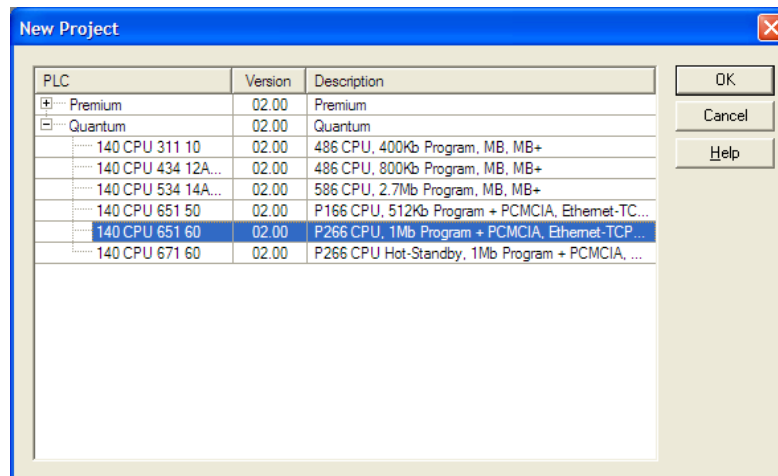 New Project
PLC Version Description
Premium 02.00 Premium
Quantum 02.00 Quantum
140 CPU 311 10 02.00 486 CPU, 400Kb Program, MB, MB+
140 CPU 434 12A... 02.00 486 CPU, 800Kb Program, MB, MB+
140 CPU 534 14A... 02.00 586 CPU, 2.7Mb Program, MB, MB+
140 CPU 651 50 02.00 P166 CPU, 512Kb Program + PCMCIA, Ethernet-TC...
140 CPU 651 60 02.00 P266 CPU, 1Mb Program + PCMCIA, Ethernet-TCP...
140 CPU 671 60 02.00 P266 CPU Hot-Standby, 1Mb Program + PCMCIA, ...
OK
Cancel
Help